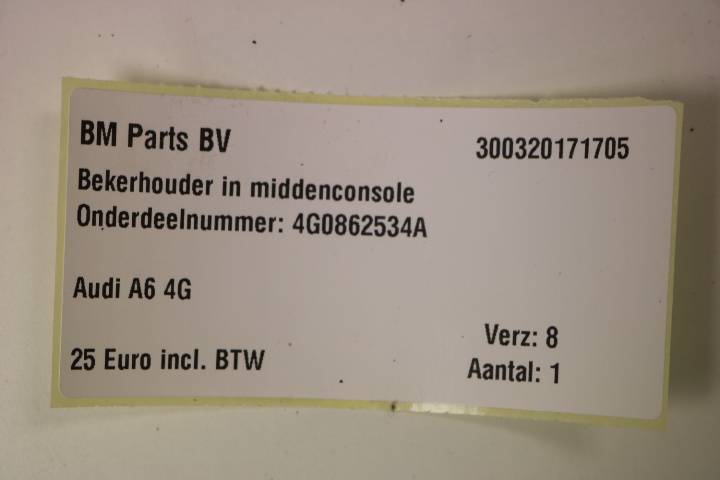 BM Parts BV 300320171705
Bekerhouder in middenconsole
Onderdeelnummer: 4G0862534A
Audi A6 4G
Verz: 8
25 Euro incl. BTW
Aantal: 1